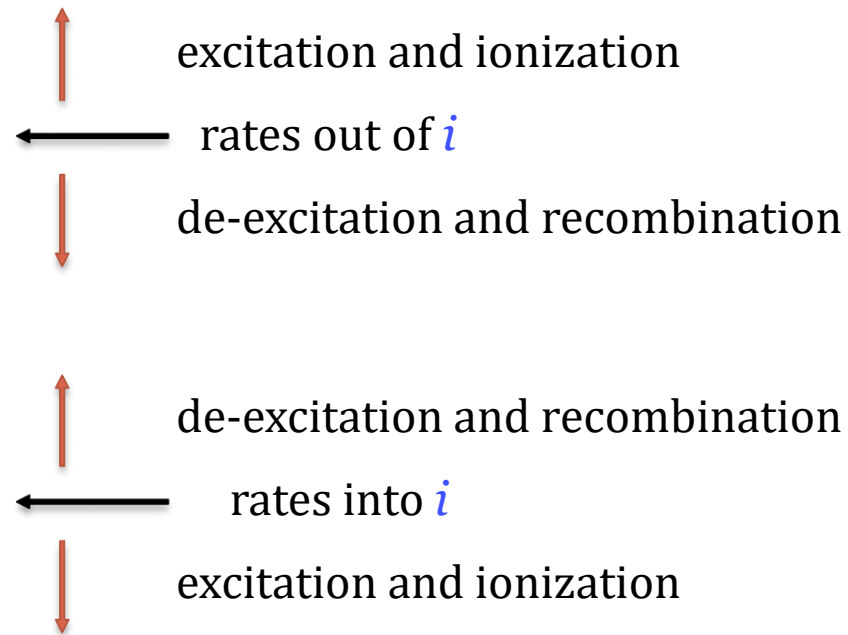 excitation and ionization
rates out of i
de-excitation and recombination
de-excitation and recombination
rates into i
excitation and ionization